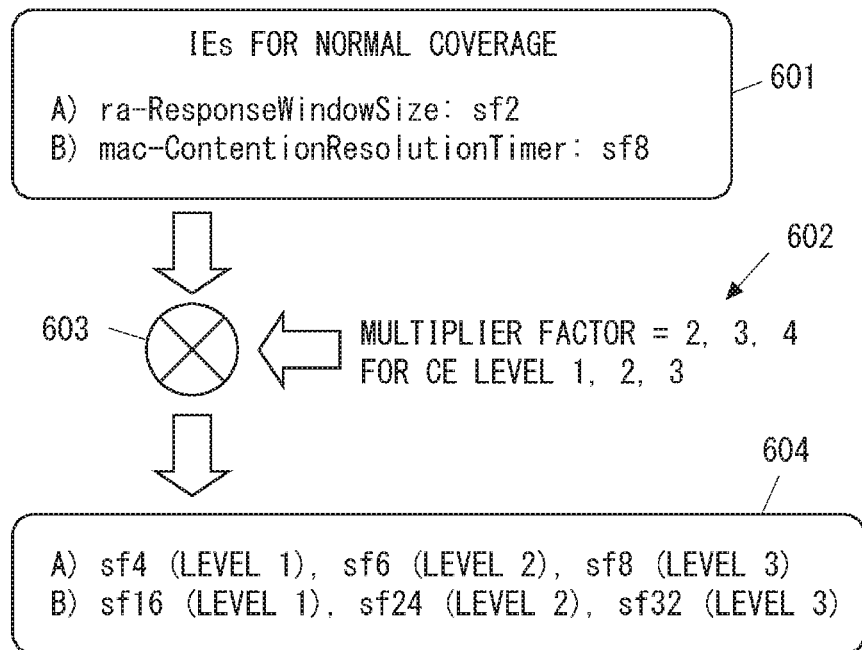 IEs FOR NORMAL COVERAGE
A) ra-ResponseWindowSize: sf2
B) mac-ContentionResolutionTimer: sf8
601
602
603
MULTIPLIER FACTOR = 2, 3, 4
FOR CE LEVEL 1, 2, 3
604
A) sf4 (LEVEL 1), sf6 (LEVEL 2), sf8 (LEVEL 3)
B) sf16 (LEVEL 1), sf24 (LEVEL 2), sf32 (LEVEL 3)